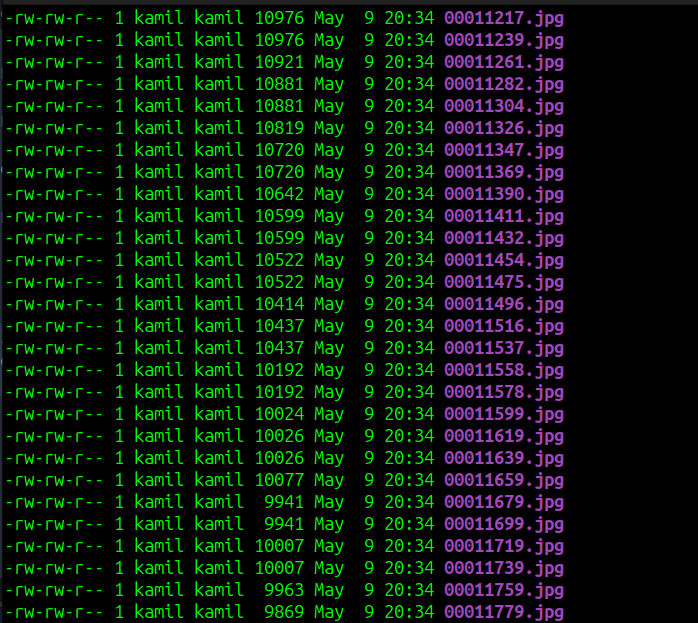 -rw-rw-r-- 1 kamil kamil 10976 May  9 20:34 00011217.jpg
-rw-rw-r-- 1 kamil kamil 10976 May  9 20:34 00011239.jpg
-rw-rw-r-- 1 kamil kamil 10921 May  9 20:34 00011261.jpg
-rw-rw-r-- 1 kamil kamil 10881 May  9 20:34 00011282.jpg
-rw-rw-r-- 1 kamil kamil 10881 May  9 20:34 00011304.jpg
-rw-rw-r-- 1 kamil kamil 10819 May  9 20:34 00011326.jpg
-rw-rw-r-- 1 kamil kamil 10720 May  9 20:34 00011347.jpg
-rw-rw-r-- 1 kamil kamil 10720 May  9 20:34 00011369.jpg
-rw-rw-r-- 1 kamil kamil 10642 May  9 20:34 00011390.jpg
-rw-rw-r-- 1 kamil kamil 10599 May  9 20:34 00011411.jpg
-rw-rw-r-- 1 kamil kamil 10599 May  9 20:34 00011432.jpg
-rw-rw-r-- 1 kamil kamil 10522 May  9 20:34 00011454.jpg
-rw-rw-r-- 1 kamil kamil 10522 May  9 20:34 00011475.jpg
-rw-rw-r-- 1 kamil kamil 10414 May  9 20:34 00011496.jpg
-rw-rw-r-- 1 kamil kamil 10437 May  9 20:34 00011516.jpg
-rw-rw-r-- 1 kamil kamil 10437 May  9 20:34 00011537.jpg
-rw-rw-r-- 1 kamil kamil 10192 May  9 20:34 00011558.jpg
-rw-rw-r-- 1 kamil kamil 10192 May  9 20:34 00011578.jpg
-rw-rw-r-- 1 kamil kamil 10024 May  9 20:34 00011599.jpg
-rw-rw-r-- 1 kamil kamil 10026 May  9 20:34 00011619.jpg
-rw-rw-r-- 1 kamil kamil 10026 May  9 20:34 00011639.jpg
-rw-rw-r-- 1 kamil kamil 10077 May  9 20:34 00011659.jpg
-rw-rw-r-- 1 kamil kamil  9941 May  9 20:34 00011679.jpg
-rw-rw-r-- 1 kamil kamil  9941 May  9 20:34 00011699.jpg
-rw-rw-r-- 1 kamil kamil 10007 May  9 20:34 00011719.jpg
-rw-rw-r-- 1 kamil kamil 10007 May  9 20:34 00011739.jpg
-rw-rw-r-- 1 kamil kamil  9963 May  9 20:34 00011759.jpg
-rw-rw-r-- 1 kamil kamil  9869 May  9 20:34 00011779.jpg